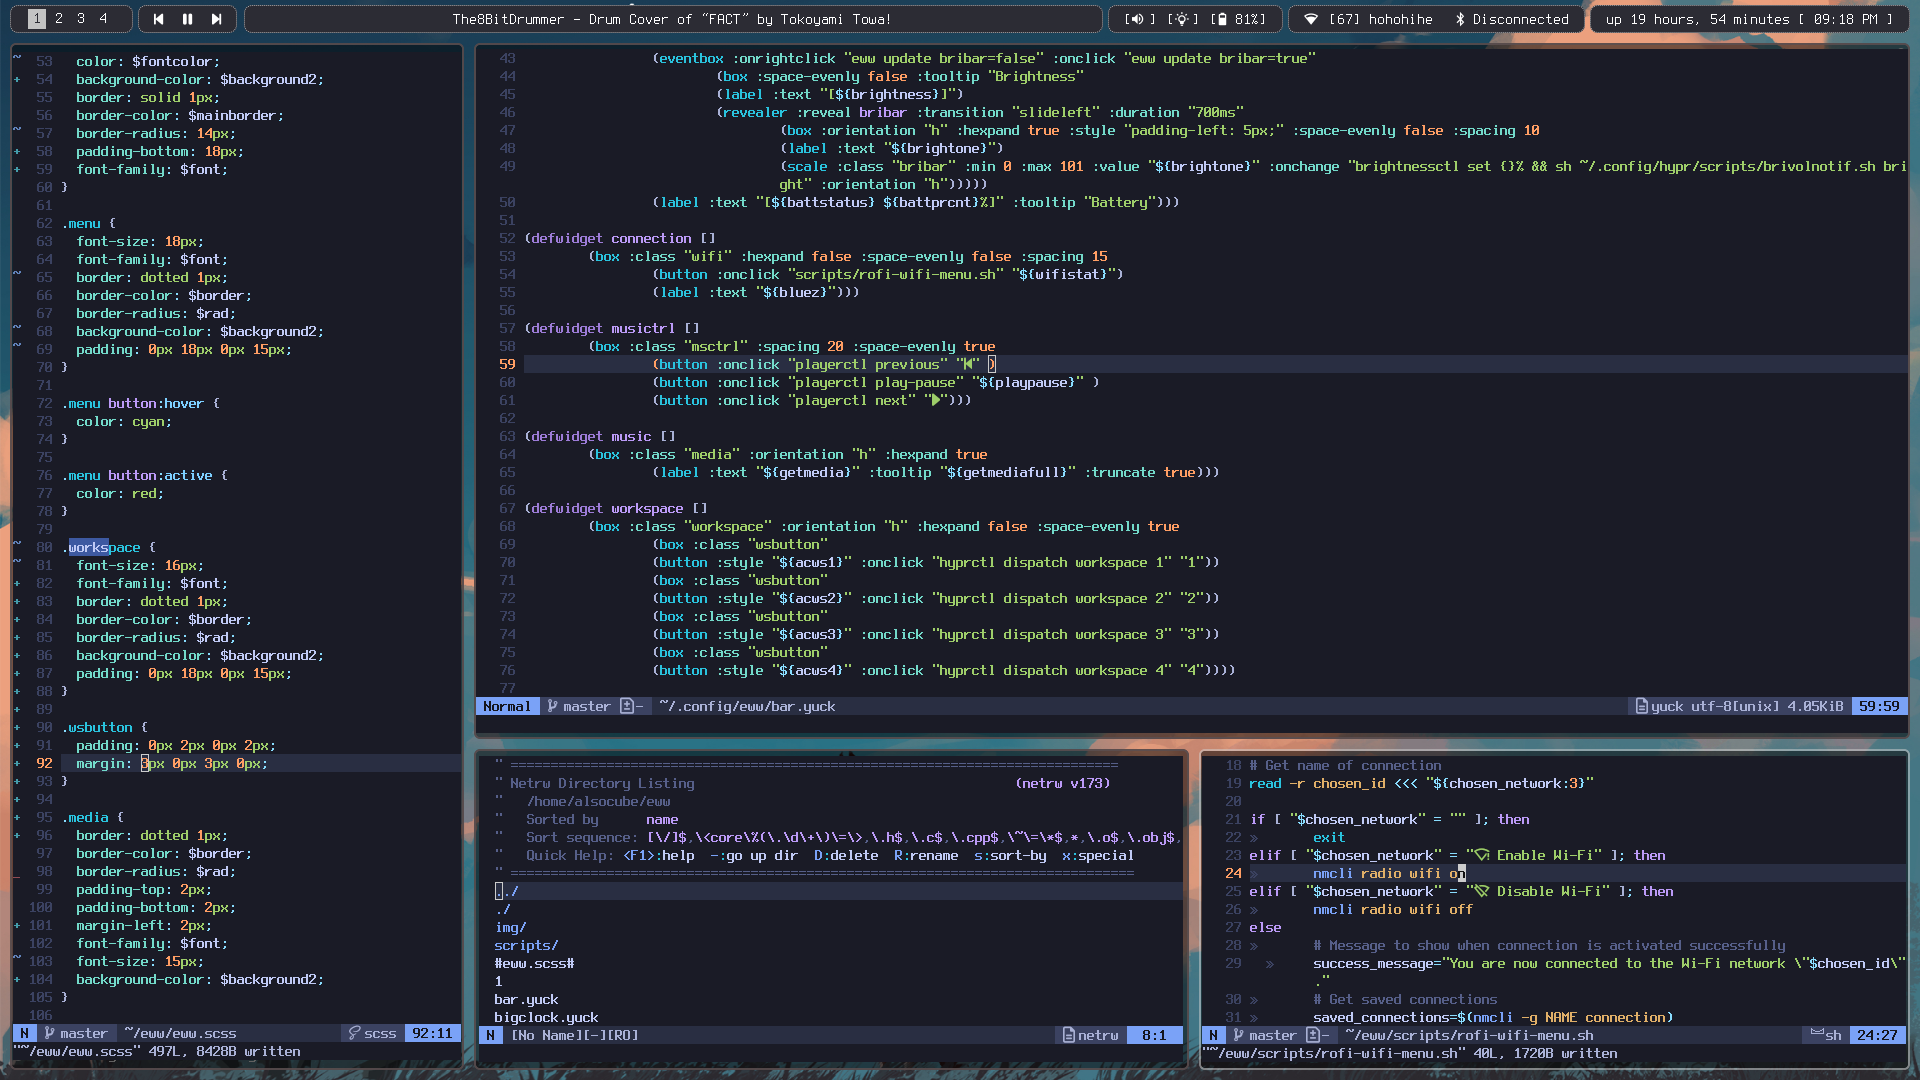 1 2 3 4
The8BitDrummer - Drum Cover of “FACT” by Tokoyami Towa!
[ ] [ ] [ 81%]
[67] hohohihe Disconnected
up 19 hours, 54 minutes [ 09:18 PM ]
~ 53 color: $fontcolor;
+ 54 background-color: $background2;
55 border: solid 1px;
56 border-color: $mainborder;
~ 57 border-radius: 14px;
+ 58 padding-bottom: 18px;
+ 59 font-family: $font;
60 }
61
62 .menu {
63 font-size: 18px;
64 font-family: $font;
~ 65 border: dotted 1px;
66 border-color: $border;
67 border-radius: $rad;
~ 68 background-color: $background2;
~ 69 padding: 0px 18px 0px 15px;
70 }
71
72 .menu button:hover {
73 color: cyan;
74 }
75
76 .menu button:active {
77 color: red;
78 }
79
~ 80 .workspace {
~ 81 font-size: 16px;
+ 82 font-family: $font;
+ 83 border: dotted 1px;
+ 84 border-color: $border;
+ 85 border-radius: $rad;
+ 86 background-color: $background2;
+ 87 padding: 0px 18px 0px 15px;
+ 88 }
+ 89
+ 90 .wsbutton {
+ 91 padding: 0px 2px 0px 2px;
+ 92 margin: 3px 0px 3px 0px;
+ 93 }
+ 94
+ 95 .media {
+ 96 border: dotted 1px;
97 border-color: $border;
_ 98 border-radius: $rad;
99 padding-top: 2px;
100 padding-bottom: 2px;
+ 101 margin-left: 2px;
102 font-family: $font;
~ 103 font-size: 15px;
+ 104 background-color: $background2;
105 }
106
N master ~/eww/eww.scss scss 92:11
"~/eww/eww.scss" 497L, 8428B written
43 (eventbox :onrightclick "eww update bribar=false" :onclick "eww update bribar=true"
44 (box :space-evenly false :tooltip "Brightness"
45 (label :text "[${brightness}]")
46 (revealer :reveal bribar :transition "slideleft" :duration "700ms"
47 (box :orientation "h" :hexpand true :style "padding-left: 5px;" :space-evenly false :spacing 10
48 (label :text "${brightone}")
49 (scale :class "bribar" :min 0 :max 101 :value "${brightone}" :onchange "brightnessctl set {}% && sh ~/.config/hypr/scripts/brivolnotif.sh bri
ght" :orientation "h")))))
50 (label :text "[${battstatus} ${battprcnt}%]" :tooltip "Battery")))
51
52 (defwidget connection []
53 (box :class "wifi" :hexpand false :space-evenly false :spacing 15
54 (button :onclick "scripts/rofi-wifi-menu.sh" "${wifistat}")
55 (label :text "${bluez}")))
56
57 (defwidget musictrl []
58 (box :class "msctrl" :spacing 20 :space-evenly true
59 (button :onclick "playerctl previous" "" )
60 (button :onclick "playerctl play-pause" "${playpause}" )
61 (button :onclick "playerctl next" "")))
62
63 (defwidget music []
64 (box :class "media" :orientation "h" :hexpand true
65 (label :text "${getmedia}" :tooltip "${getmediafull}" :truncate true)))
66
67 (defwidget workspace []
68 (box :class "workspace" :orientation "h" :hexpand false :space-evenly true
69 (box :class "wsbutton"
70 (button :style "${acws1}" :onclick "hyprctl dispatch workspace 1" "1"))
71 (box :class "wsbutton"
72 (button :style "${acws2}" :onclick "hyprctl dispatch workspace 2" "2"))
73 (box :class "wsbutton"
74 (button :style "${acws3}" :onclick "hyprctl dispatch workspace 3" "3"))
75 (box :class "wsbutton"
76 (button :style "${acws4}" :onclick "hyprctl dispatch workspace 4" "4"))))
77
Normal master - ~/.config/eww/bar.yuck yuck utf-8[unix] 4.05KiB 59:59
" ============================================================================
" Netrw Directory Listing (netrw v173)
" /home/alsocube/eww
" Sorted by name
" Sort sequence: [\/]$,\<core\%(\.\d\+\)\=\>,\.h$,\.c$,\.cpp$,\~\=\*$,*,\.o$,\.obj$,
" Quick Help: <F1>:help -:go up dir D:delete R:rename s:sort-by x:special
" ==============================================================================
../
./
img/
scripts/
#eww.scss#
1
bar.yuck
bigclock.yuck
N [No Name][-][RO] netrw 8:1
18 # Get name of connection
19 read -r chosen_id <<< "${chosen_network:3}"
20
21 if [ "$chosen_network" = "" ]; then
22 » exit
23 elif [ "$chosen_network" = " Enable Wi-Fi" ]; then
24 » nmcli radio wifi on
25 elif [ "$chosen_network" = " Disable Wi-Fi" ]; then
26 » nmcli radio wifi off
27 else
28 » # Message to show when connection is activated successfully
29 » success_message="You are now connected to the Wi-Fi network \"$chosen_id\"
."
30 » # Get saved connections
31 » saved_connections=$(nmcli -g NAME connection)
N master - ~/eww/scripts/rofi-wifi-menu.sh sh 24:27
"~/eww/scripts/rofi-wifi-menu.sh" 40L, 1720B written